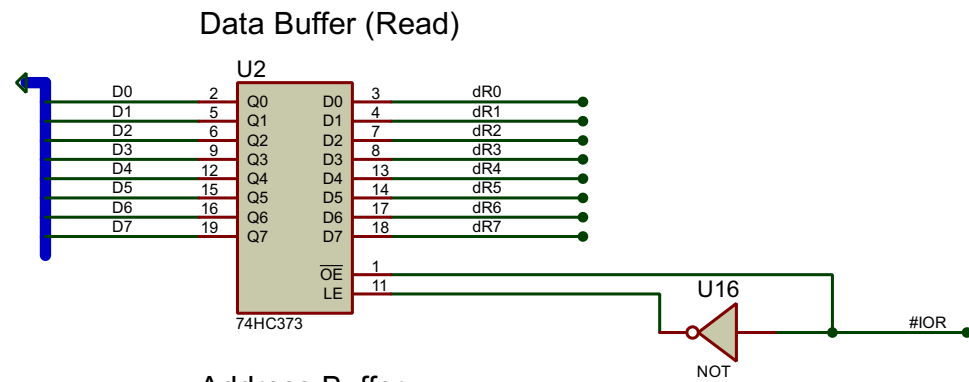 Data Buffer (Read)
U2
D0 2 Q0 D0 3 dR0
D1 5 Q1 D1 4 dR1
D2 6 Q2 D2 7 dR2
D3 9 Q3 D3 8 dR3
D4 12 Q4 D4 13 dR4
D5 15 Q5 D5 14 dR5
D6 16 Q6 D6 17 dR6
D7 19 Q7 D7 18 dR7
OE 1
LE 11
U16
#IOR
74HC373
NOT
Address Buffer